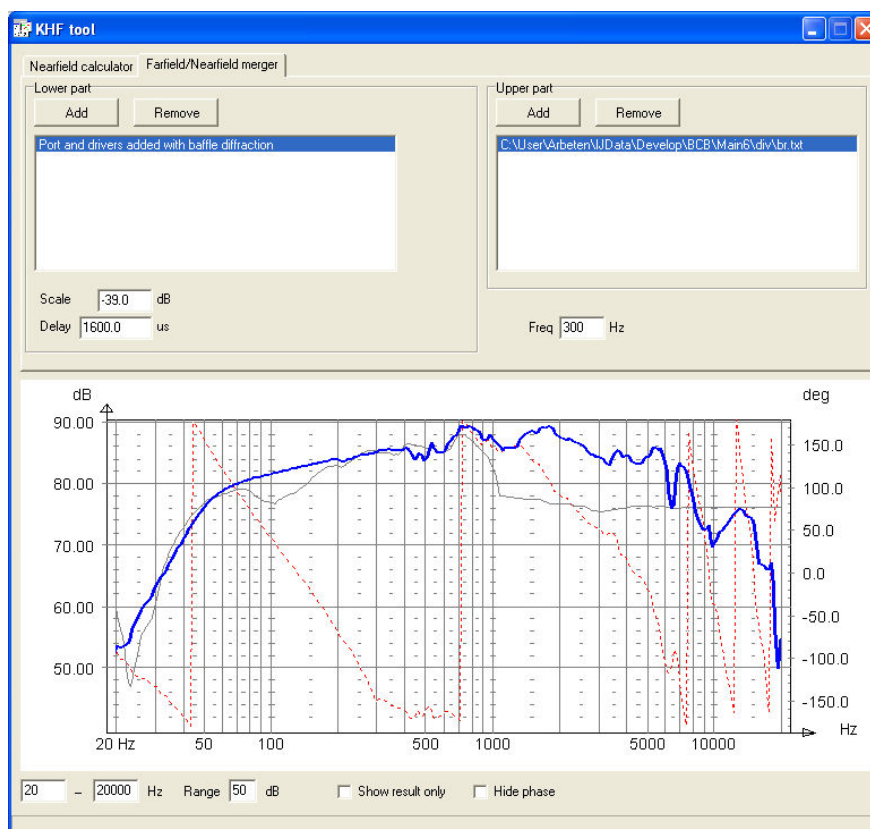 KHF tool
Nearfield calculator Farfield/Nearfield merger
Lower part
Add Remove
Port and drivers added with baffle diffraction
Scale -39.0 dB
Delay 1600.0 us
Upper part
Add Remove
C:\User\Arbeten\IJData\Develop\BCB\Main6\div\br.txt
Freq 300 Hz
dB deg
90.00
80.00
70.00
60.00
50.00
150.0
100.0
50.0
0.0
-50.0
-100.0
-150.0
20 Hz 50 100 500 1000 5000 10000 Hz
20 – 20000 Hz Range 50 dB Show result only Hide phase